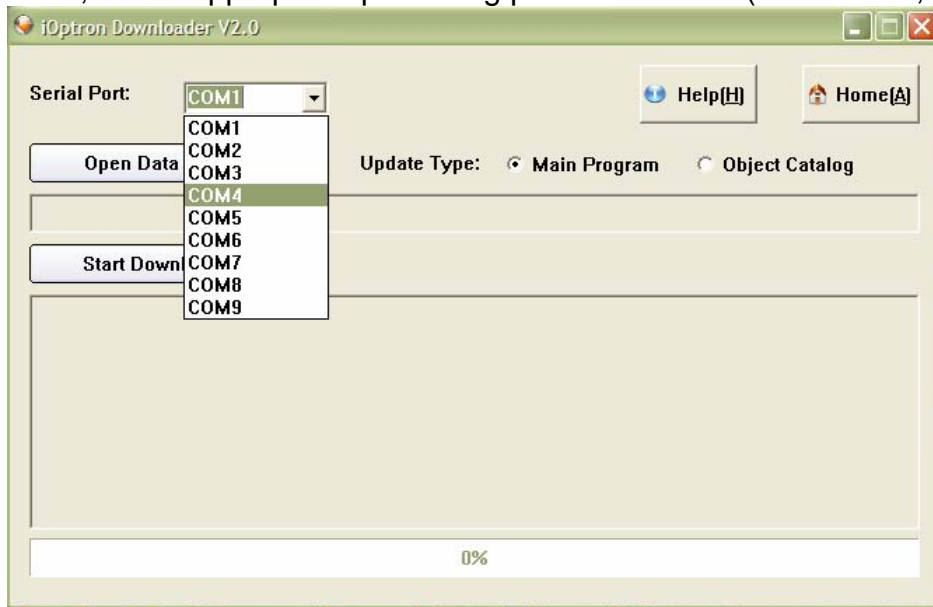 iOptron Downloader V2.0
Serial Port: COM1 Help(H) Home(A)
COM1
COM2
Open Data Update Type: Main Program Object Catalog
COM3
COM4
COM5
COM6
Start Downl COM7
COM8
COM9
0%